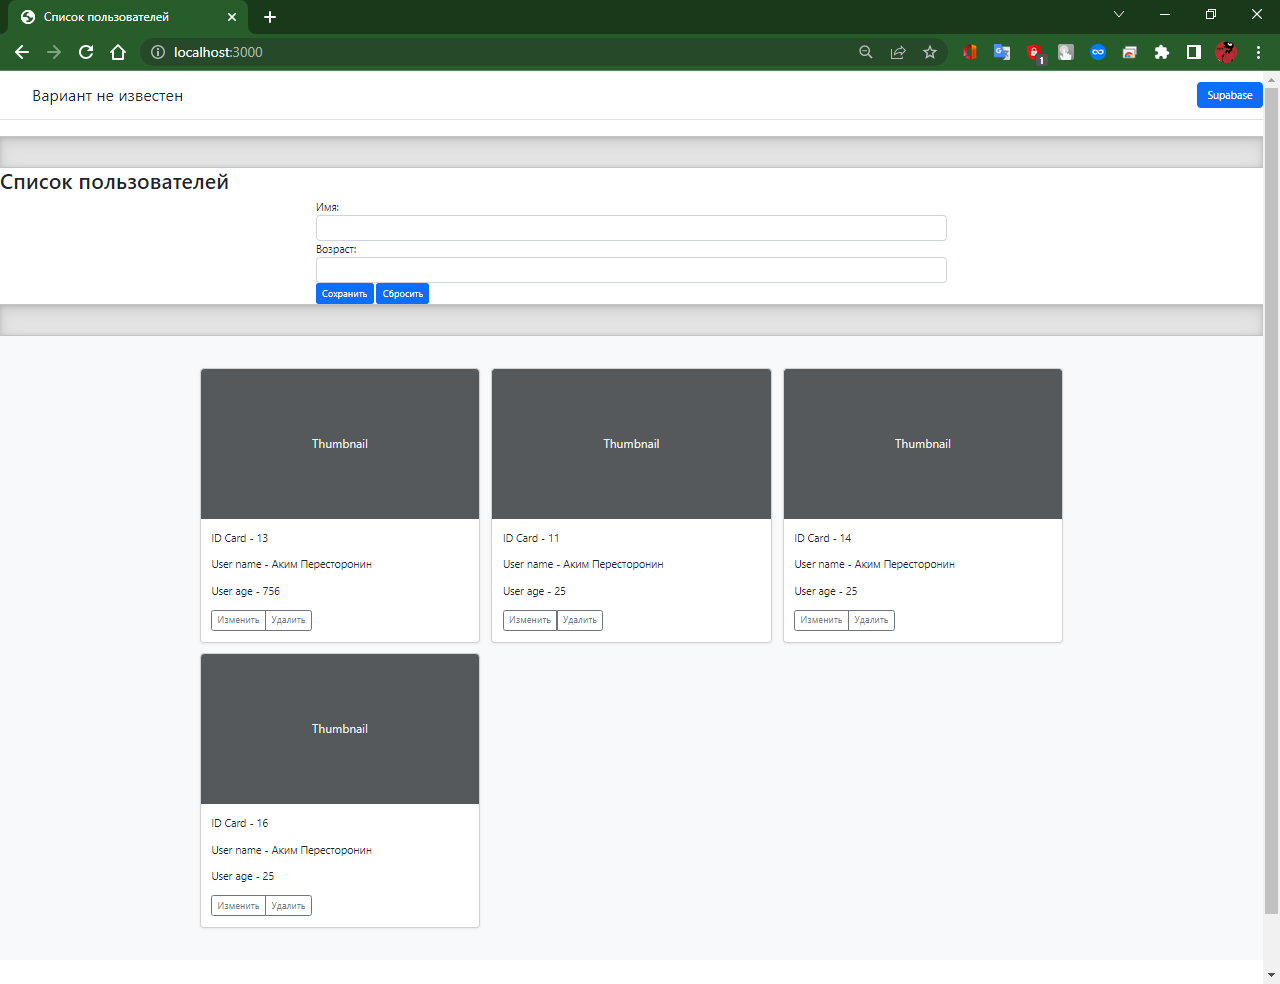 Список пользователей
localhost:3000
1
Вариант не известен
Supabase
Список пользователей
Имя:
Возраст:
Сохранить Сбросить
Thumbnail
ID Card - 13
User name - Аким Пересторонин
User age - 756
Изменить Удалить
Thumbnail
ID Card - 11
User name - Аким Пересторонин
User age - 25
Изменить Удалить
Thumbnail
ID Card - 14
User name - Аким Пересторонин
User age - 25
Изменить Удалить
Thumbnail
ID Card - 16
User name - Аким Пересторонин
User age - 25
Изменить Удалить